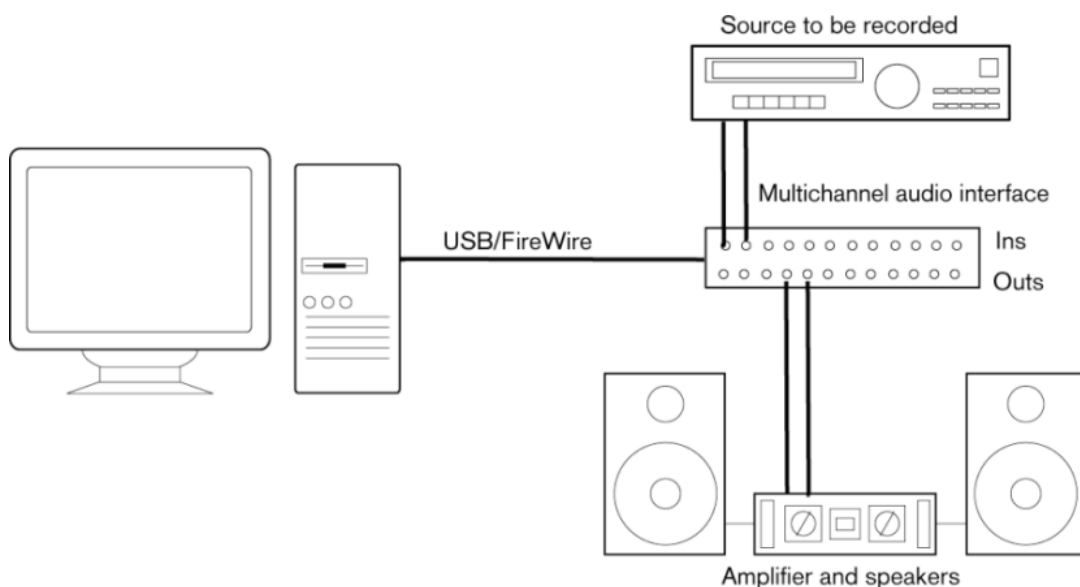 Source to be recorded
Multichannel audio interface
USB/FireWire
Ins
Outs
Amplifier and speakers